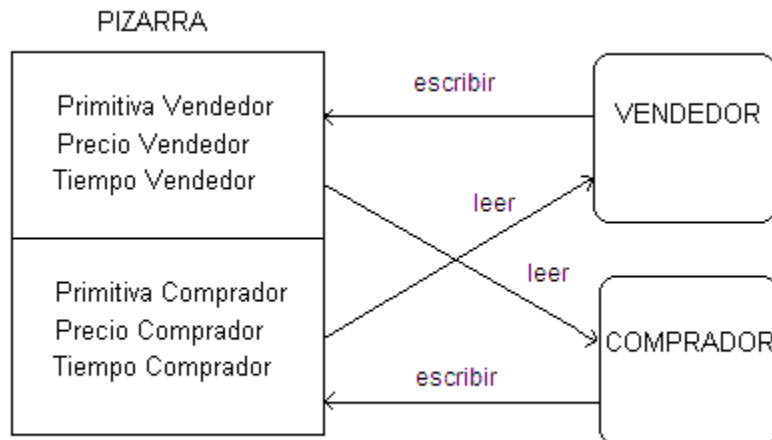 PIZARRA
Primitiva Vendedor
Precio Vendedor
Tiempo Vendedor
Primitiva Comprador
Precio Comprador
Tiempo Comprador
escribir
leer
leer
escribir
VENDEDOR
COMPRADOR